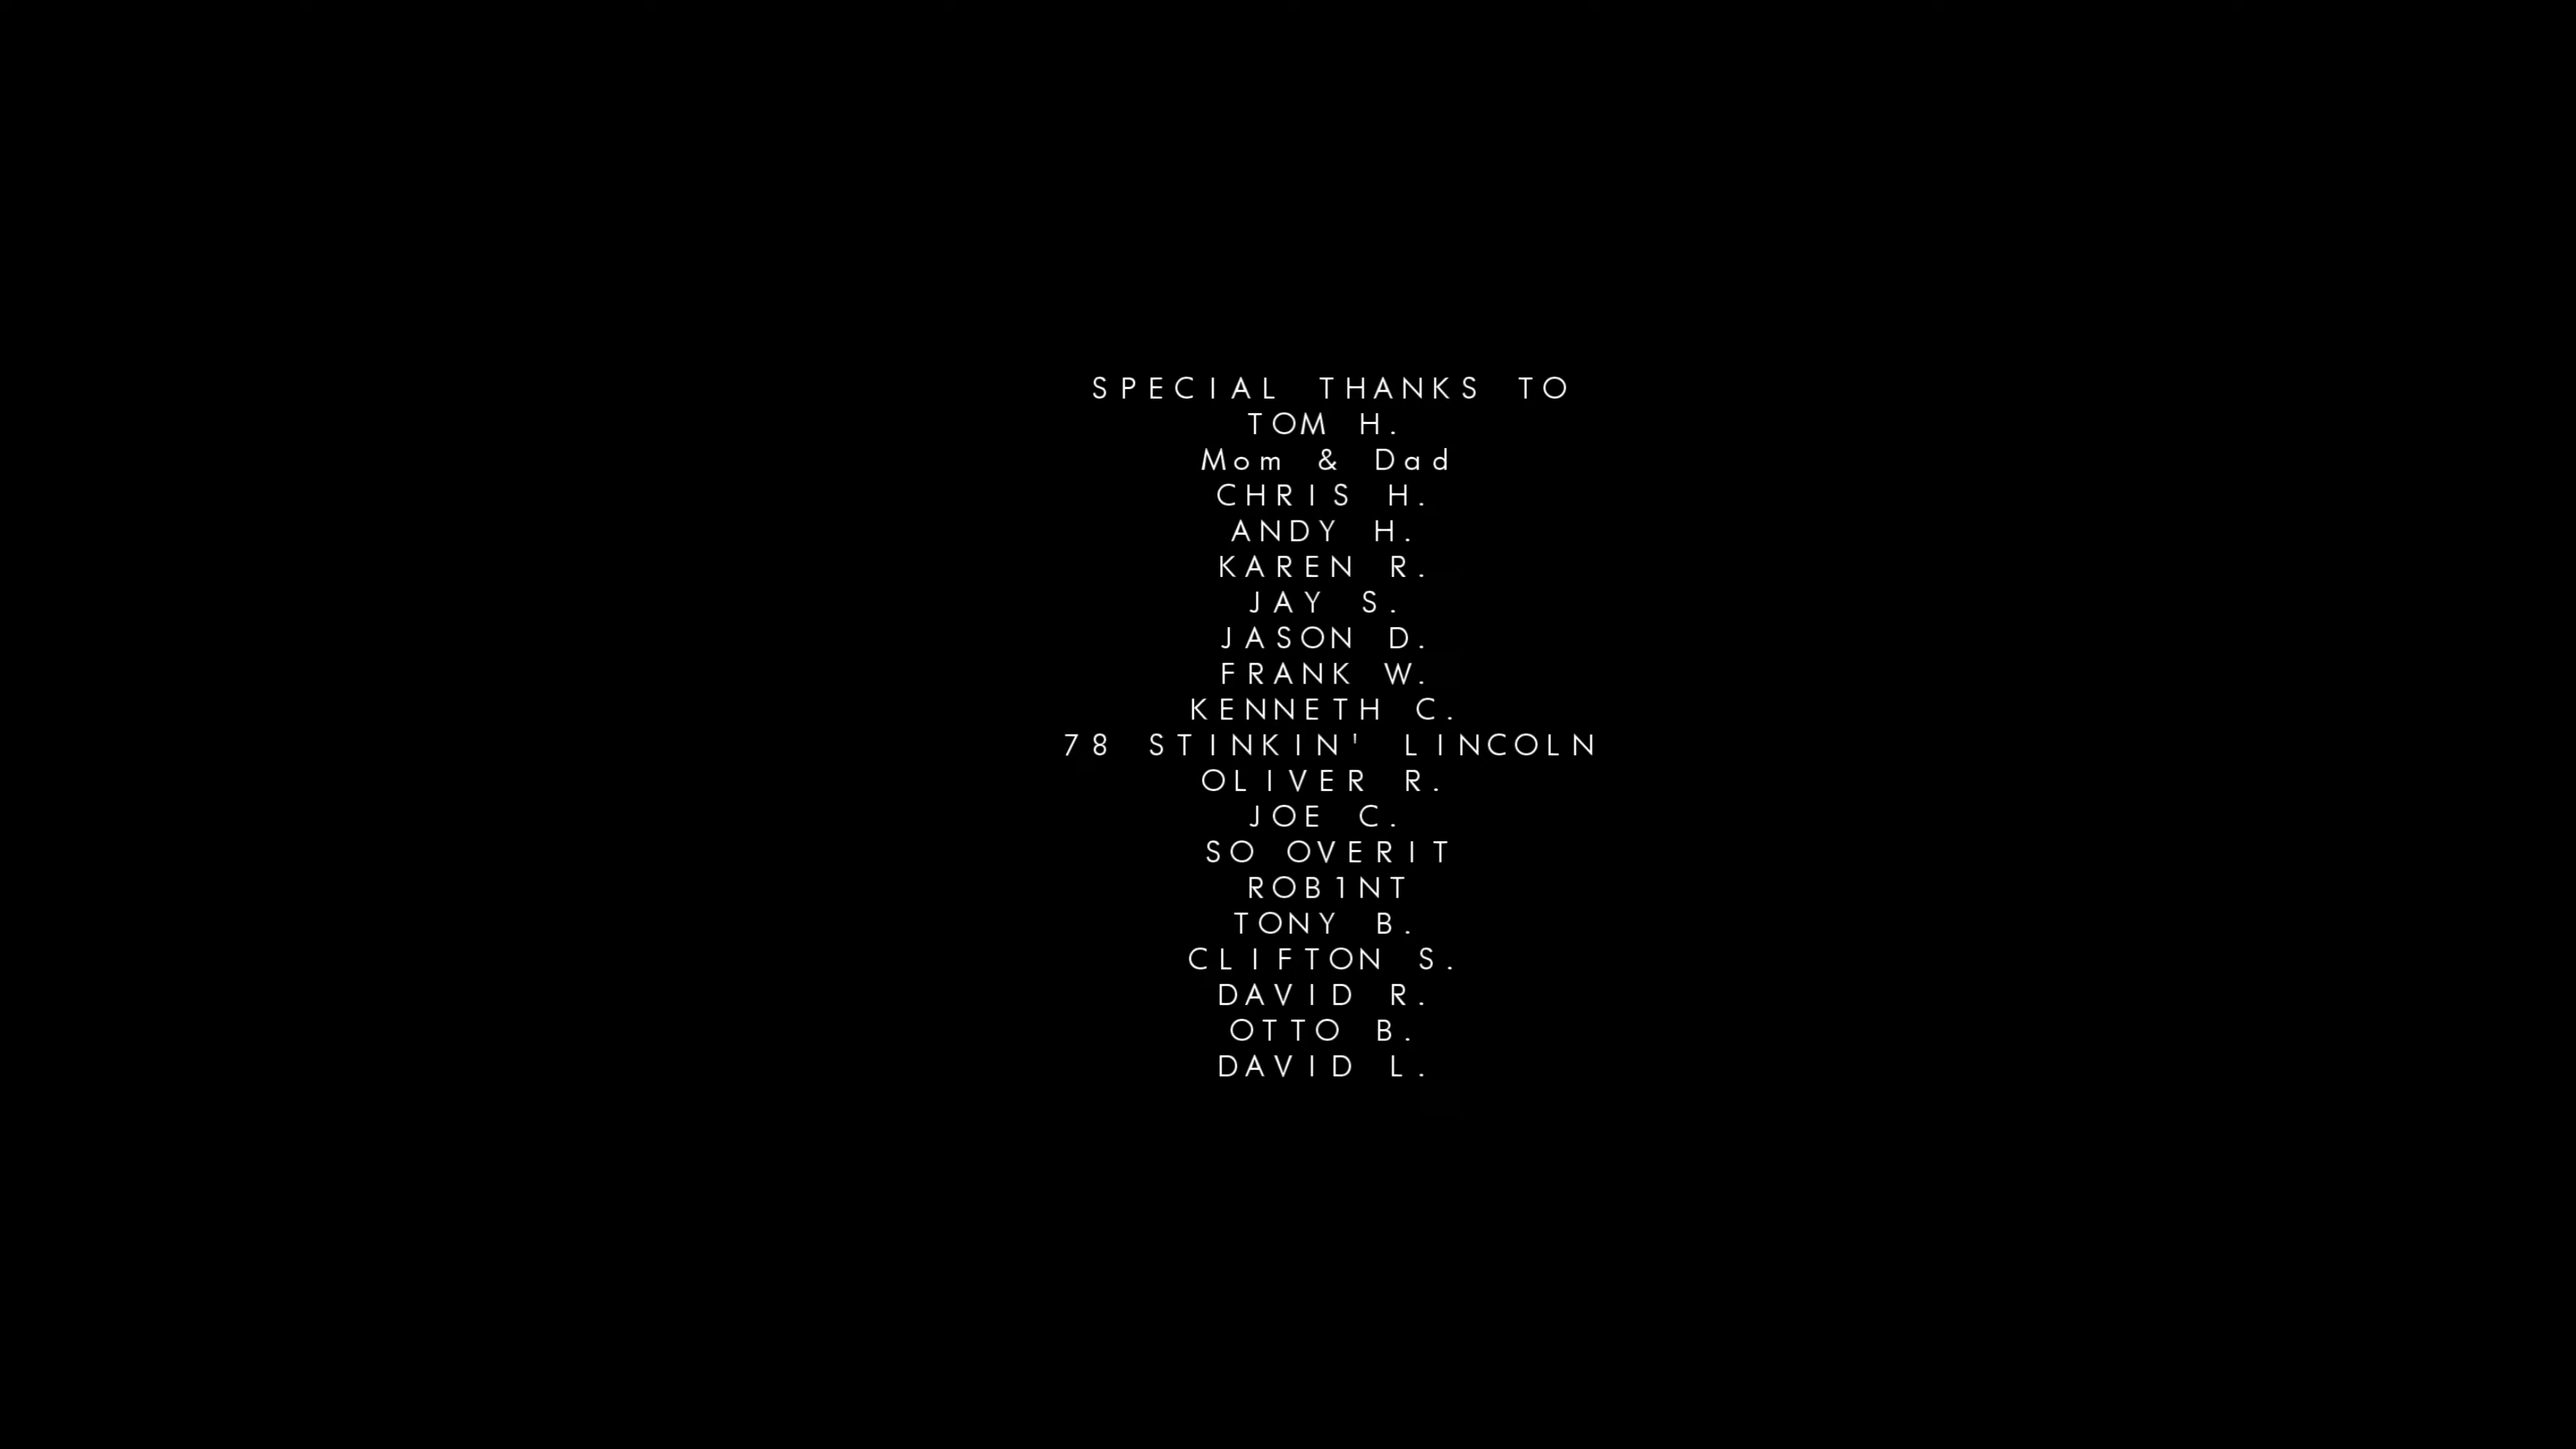 SPECIAL THANKS TO
TOM H.
Mom & Dad
CHRIS H.
ANDY H.
KAREN R.
JAY S.
JASON D.
FRANK W.
KENNETH C.
78 STINKIN' LINCOLN
OLIVER R.
JOE C.
SO OVERIT
ROB1NT
TONY B.
CLIFTON S.
DAVID R.
OTTO B.
DAVID L.